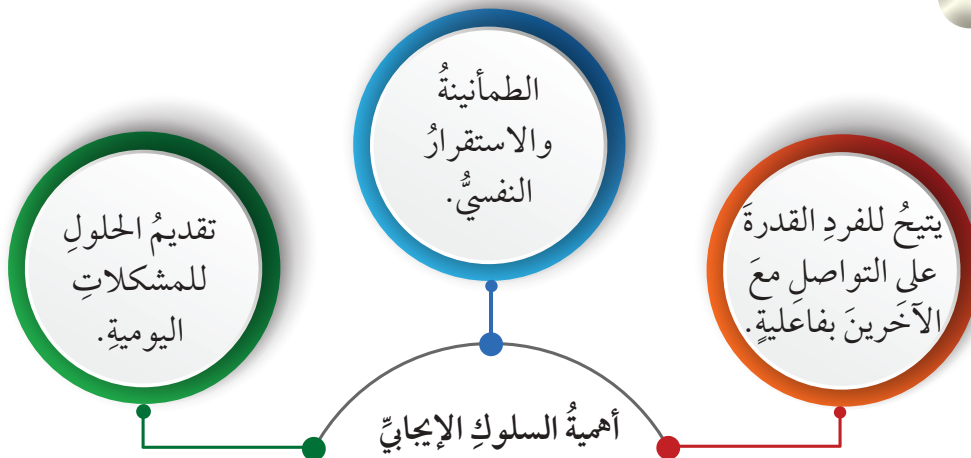 الطمأنينةُ
والاستقرارُ
النفسيُّ.
يتيحُ للفردِ القدرةَ
على التواصلِ معَ
الآخَرينَ بفاعليةٍ.
تقديمُ الحلولِ
للمشكلاتِ
اليوميةِ.
أهميةُ السلوكِ الإيجابيِّ